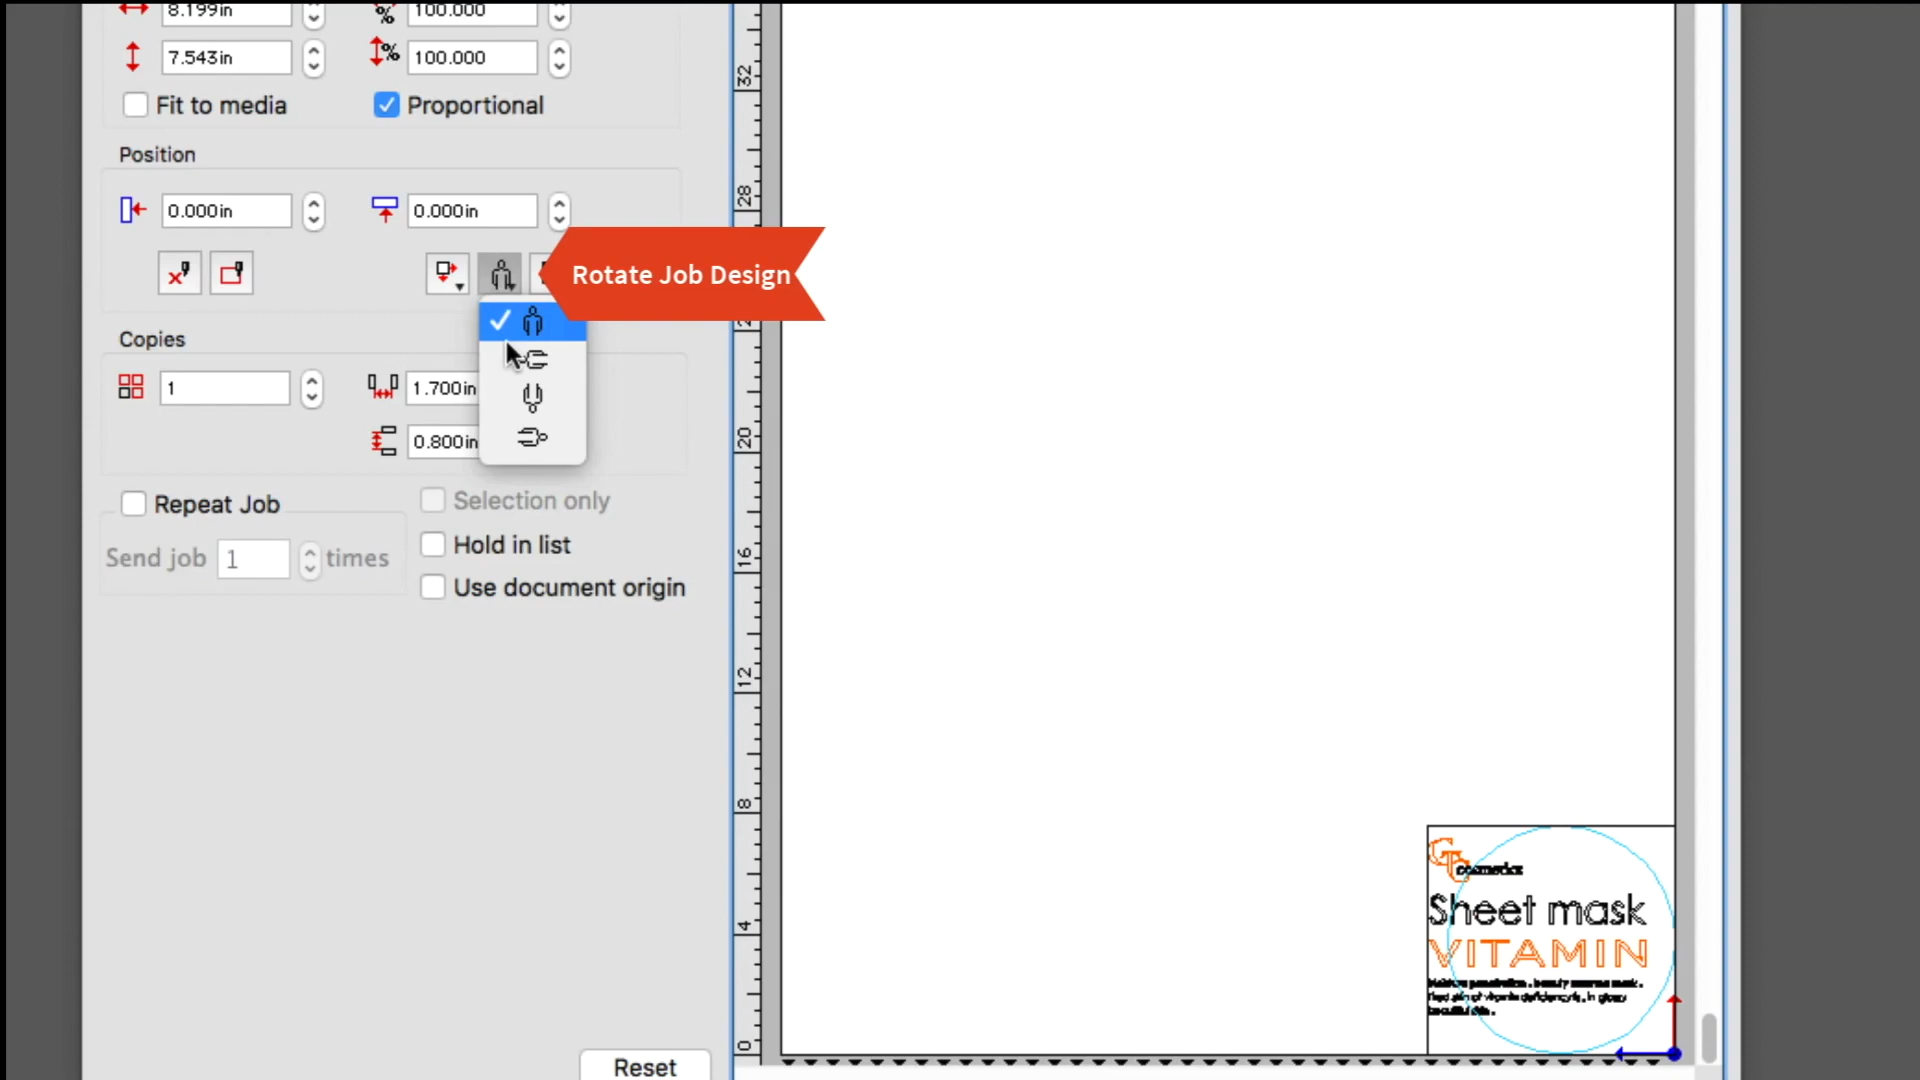 8.199in
100.000
7.543in
% 100.000
Fit to media
Proportional
Position
0.000in
0.000in
Rotate Job Design
Copies
1
1.700in
0.800in
Repeat Job
Selection only
Send job 1 times
Hold in list
Use document origin
Reset
32
28
20
16
12
8
4
0
GTC
cosmetics
Sheet mask
VITAMIN